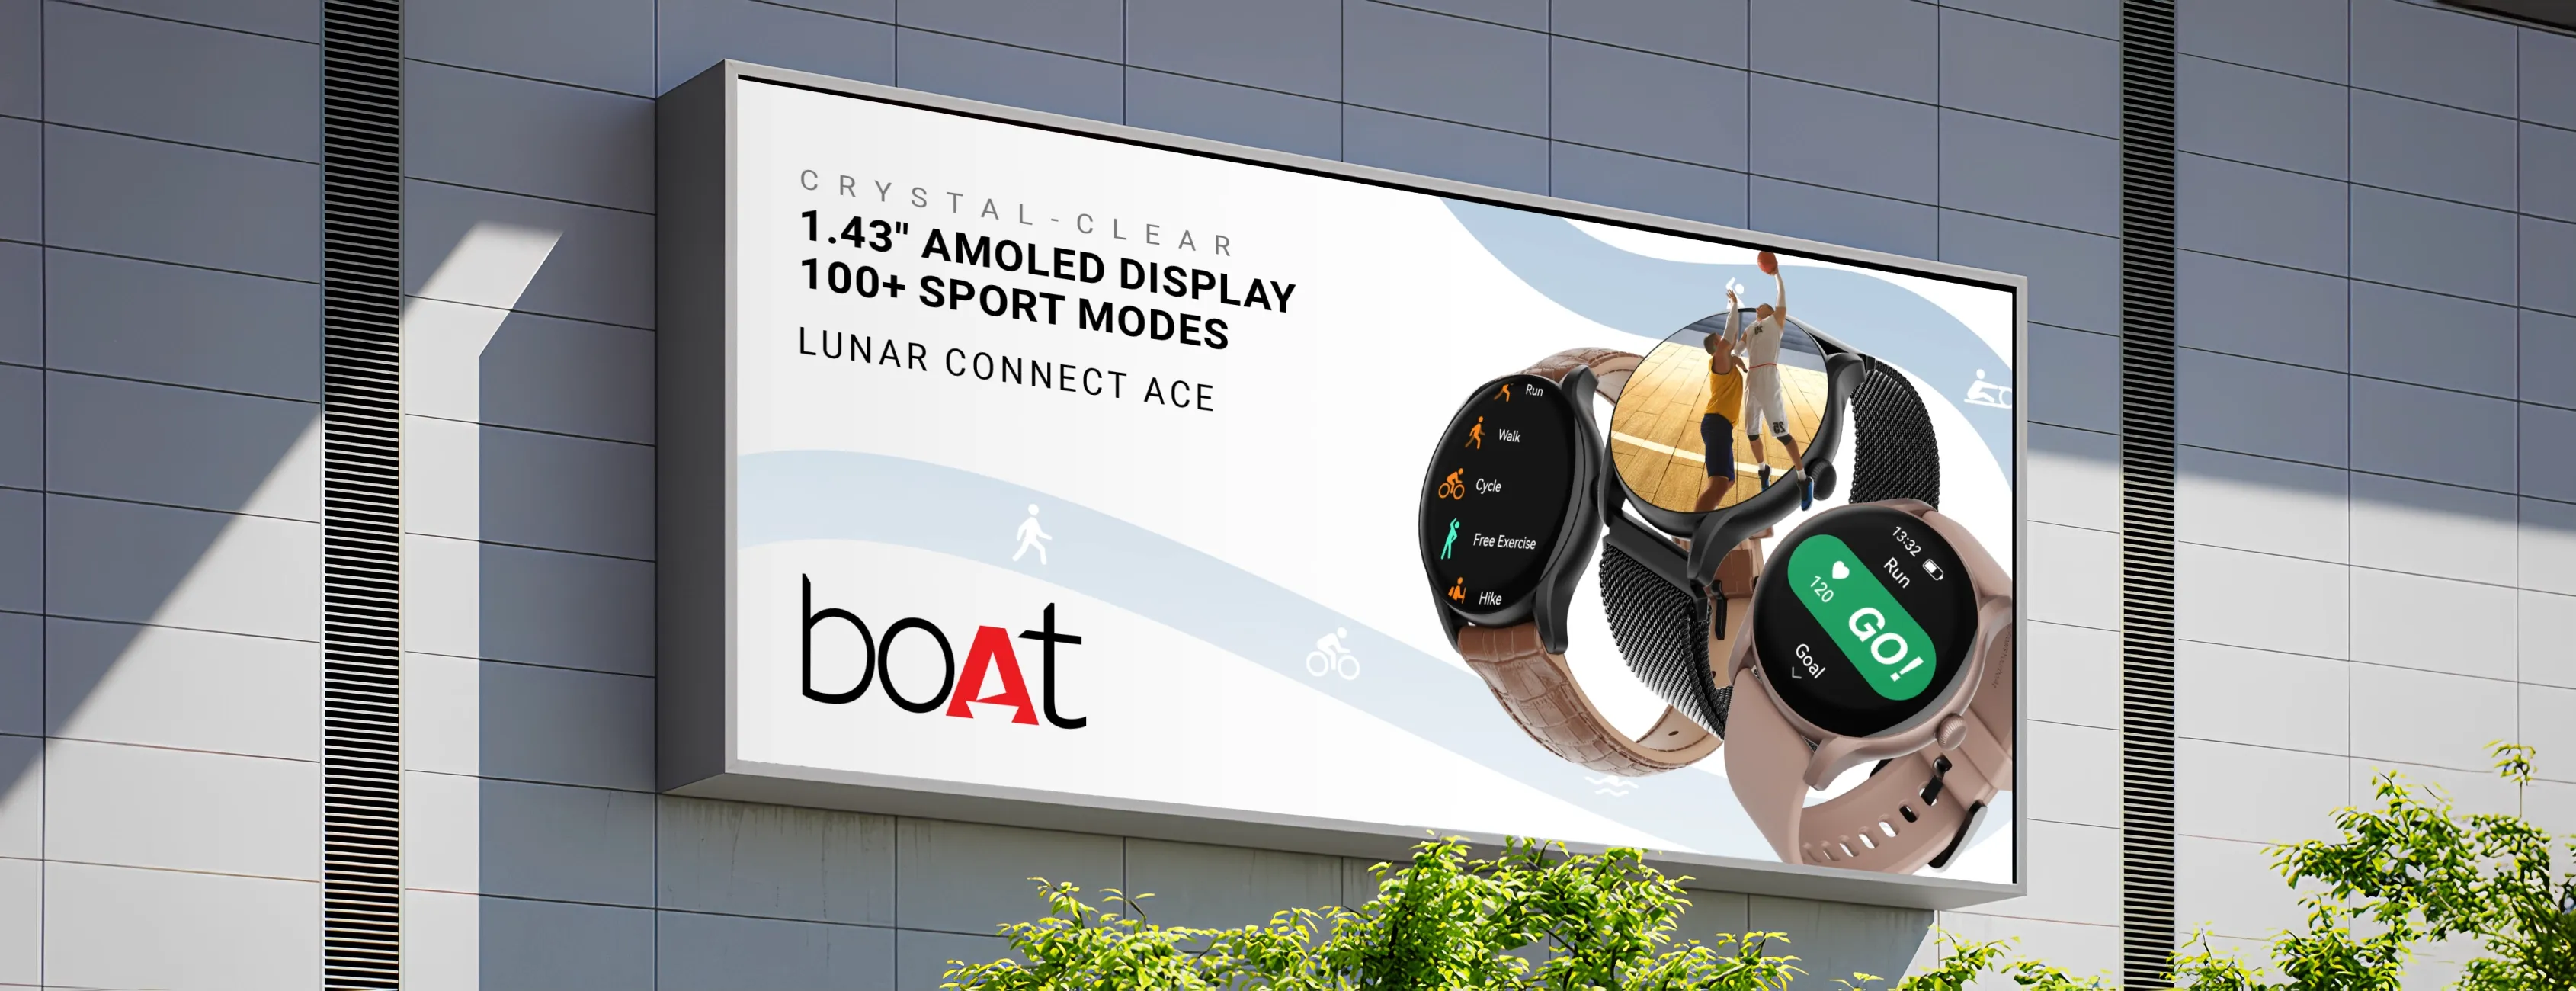 CRYSTAL-CLEAR
1.43" AMOLED DISPLAY
100+ SPORT MODES
LUNAR CONNECT ACE
boAt
Run
Walk
Cycle
Free Exercise
Hike
25
13:32
Run
120
GO!
Goal